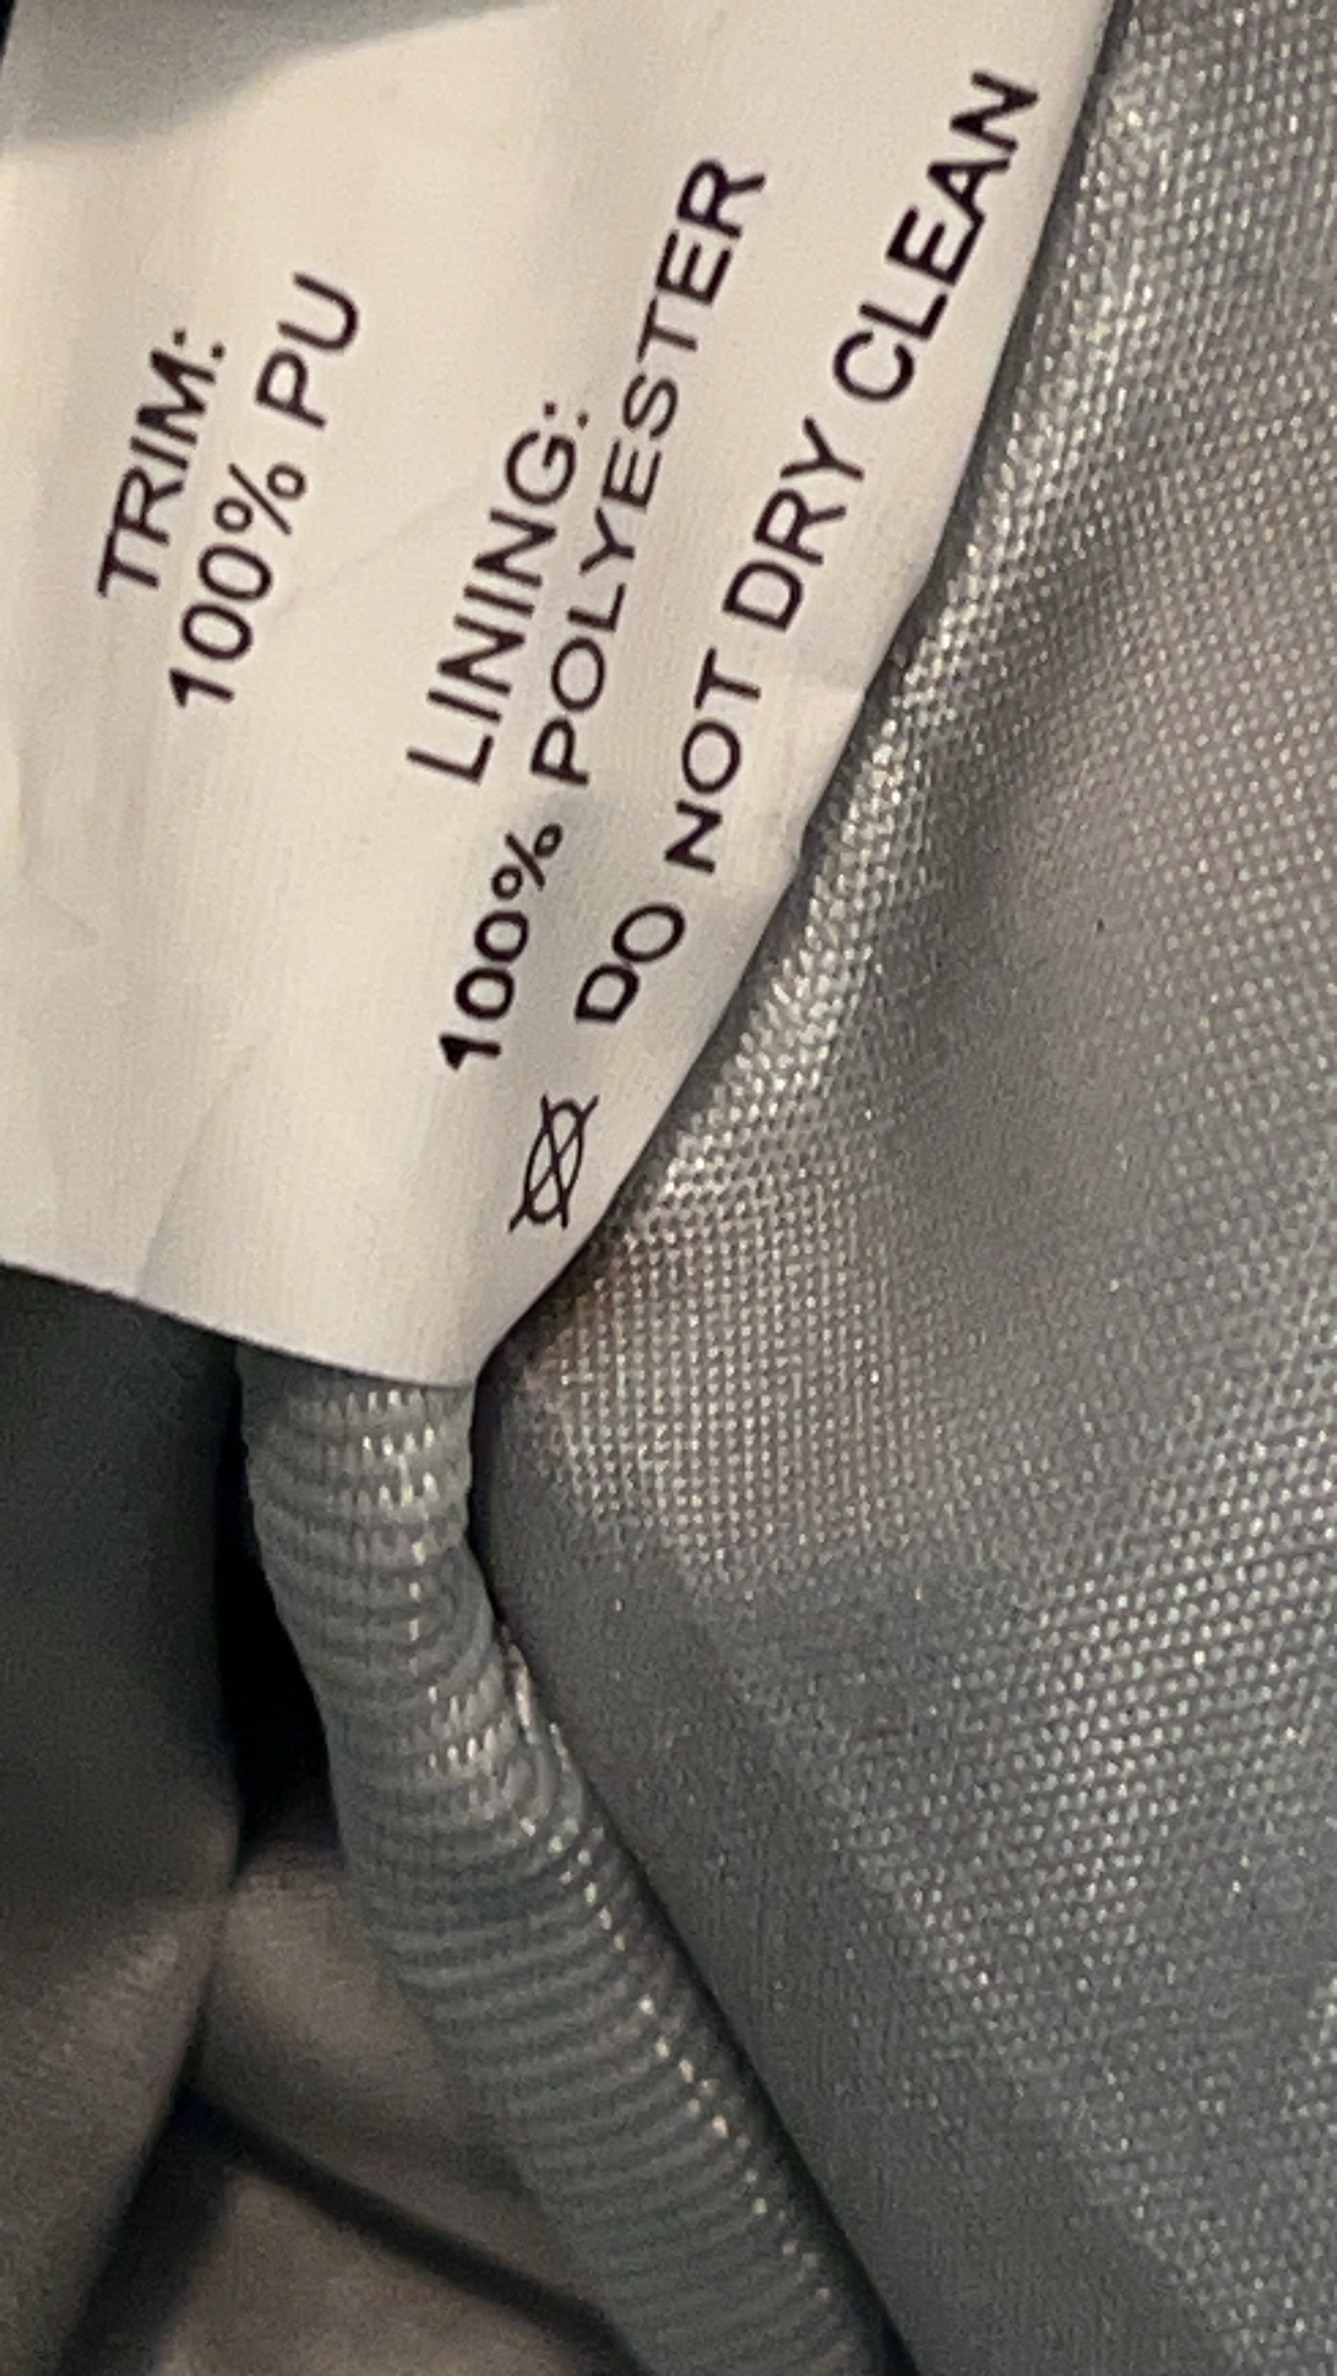 TRIM:
100% PU
LINING:
100% POLYESTER
DO NOT DRY CLEAN